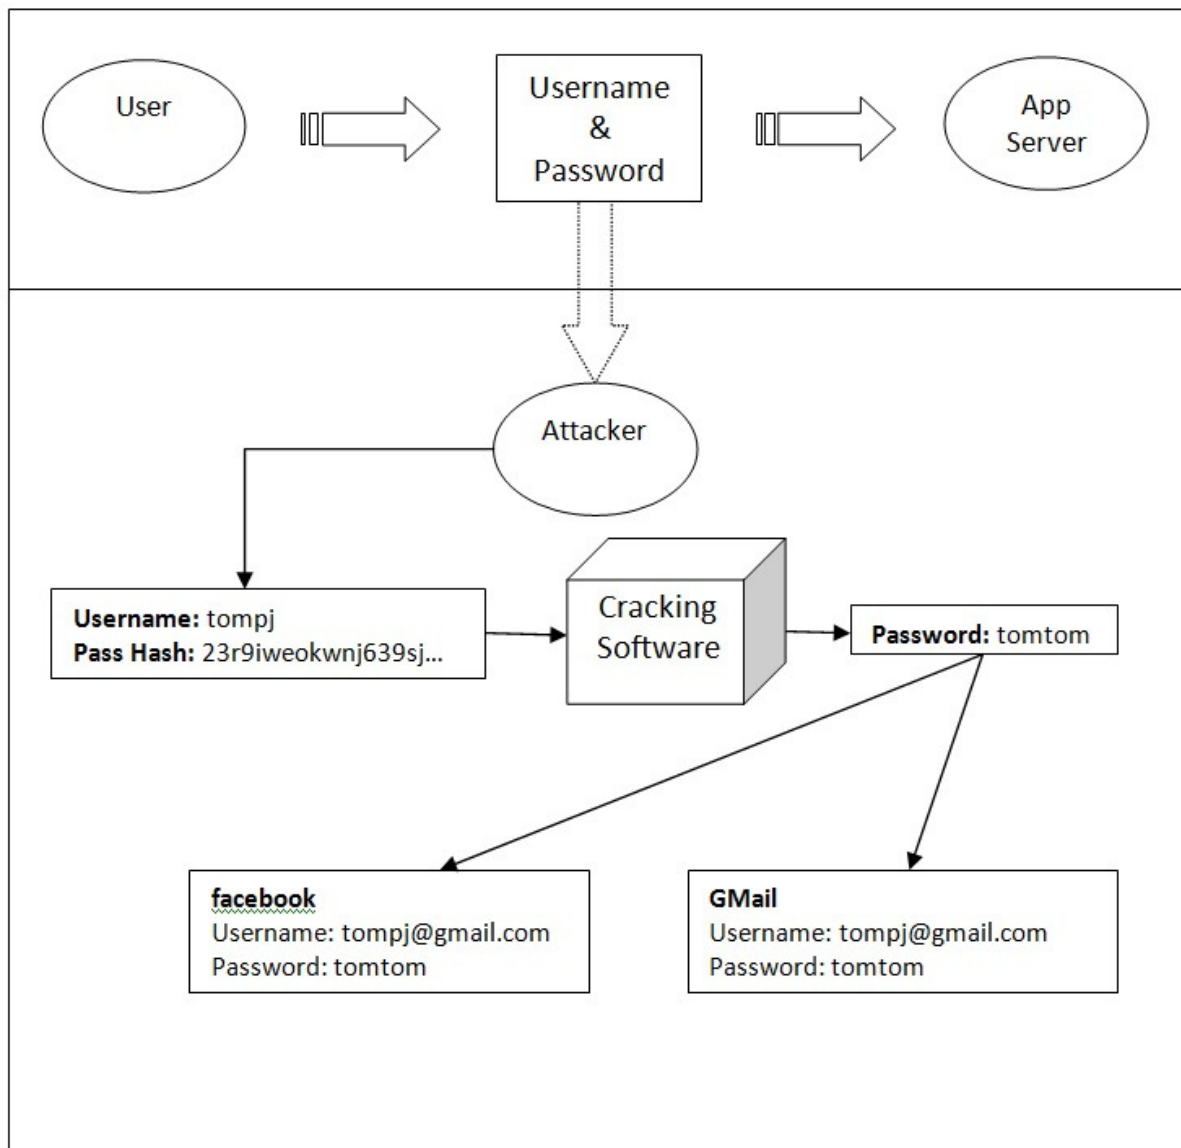 User
Username
&
Password
App
Server
Attacker
Username: tompj
Pass Hash: 23r9iweokwnj639sj...
Cracking
Software
Password: tomtom
facebook
Username: tompj@gmail.com
Password: tomtom
GMail
Username: tompj@gmail.com
Password: tomtom